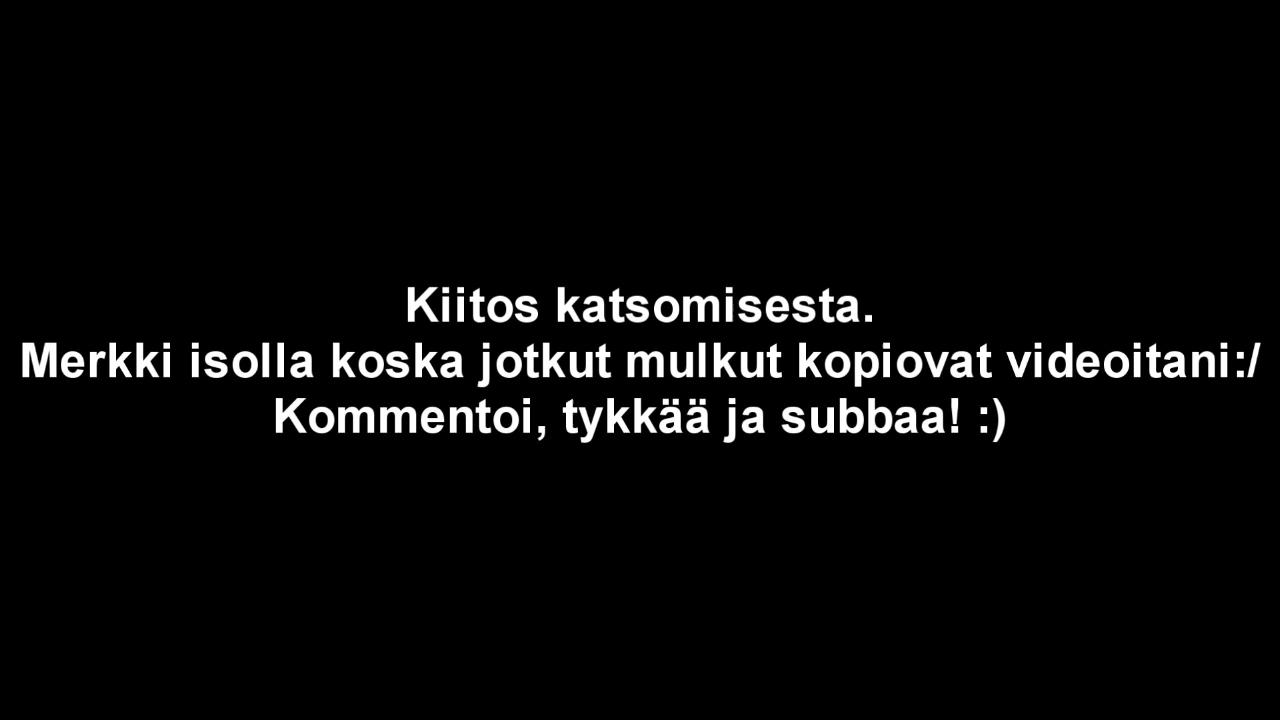 Kiitos katsomisesta.
Merkki isolla koska jotkut mulkut kopiovat videoitani:/
Kommentoi, tykkää ja subbaa! :)